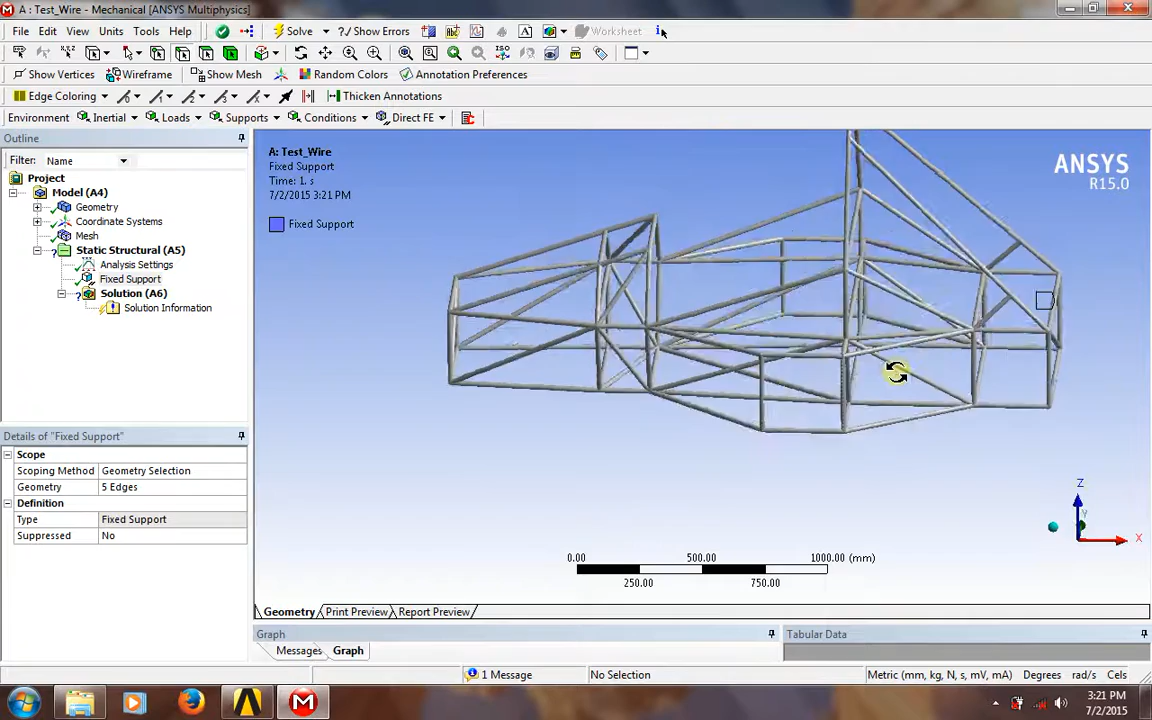 A : Test_Wire - Mechanical [ANSYS Multiphysics]
File Edit View Units Tools Help Solve ?/ Show Errors A Worksheet i
ISO
Show Vertices Wireframe Show Mesh Random Colors Annotation Preferences
Edge Coloring Thicken Annotations
Environment Inertial Loads Supports Conditions Direct FE
Outline
Filter: Name
Project
Model (A4)
Geometry
Coordinate Systems
Mesh
Static Structural (A5)
Analysis Settings
Fixed Support
Solution (A6)
Solution Information
Details of "Fixed Support"
Scope
Scoping Method Geometry Selection
Geometry 5 Edges
Definition
Type Fixed Support
Suppressed No
A: Test_Wire
Fixed Support
Time: 1. s
7/2/2015 3:21 PM
Fixed Support
ANSYS
R15.0
Z
Y
X
0.00 500.00 1000.00 (mm)
250.00 750.00
Geometry Print Preview Report Preview
Graph
Tabular Data
Messages Graph
1 Message No Selection Metric (mm, kg, N, s, mV, mA) Degrees rad/s Cels
3:21 PM
7/2/2015